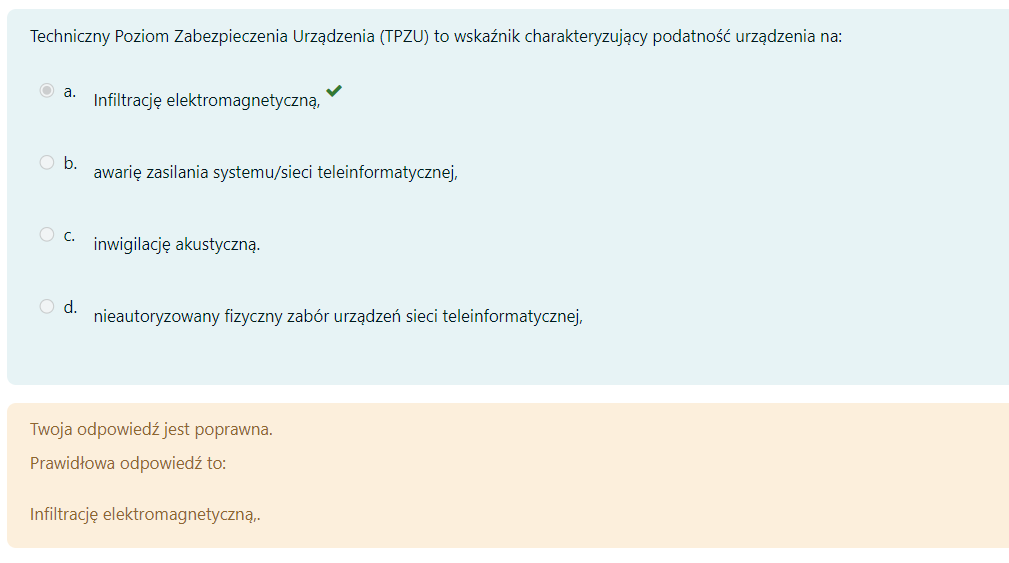 Techniczny Poziom Zabezpieczenia Urządzenia (TPZU) to wskaźnik charakteryzujący podatność urządzenia na:
a. Infiltrację elektromagnetyczną,
b. awarię zasilania systemu/sieci teleinformatycznej,
c. inwigilację akustyczną.
d. nieautoryzowany fizyczny zabór urządzeń sieci teleinformatycznej,
Twoja odpowiedź jest poprawna.
Prawidłowa odpowiedź to:
Infiltrację elektromagnetyczną,.